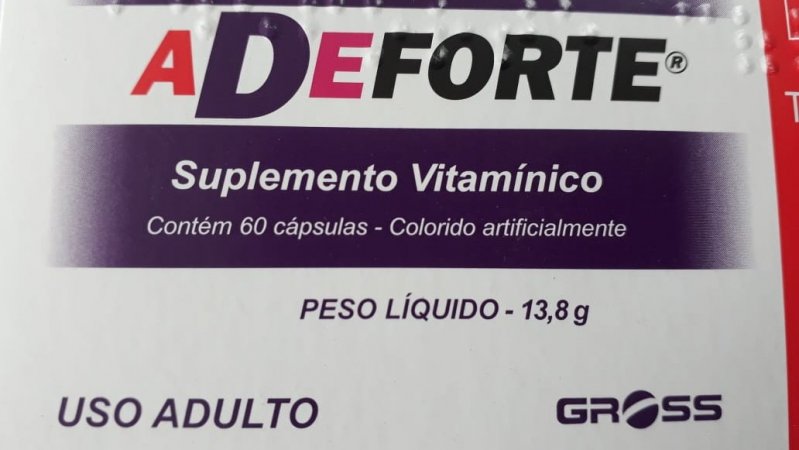 ADEFORTE®
Suplemento Vitamínico
Contém 60 cápsulas - Colorido artificialmente
PESO LÍQUIDO - 13,8 g
USO ADULTO
GROSS
T